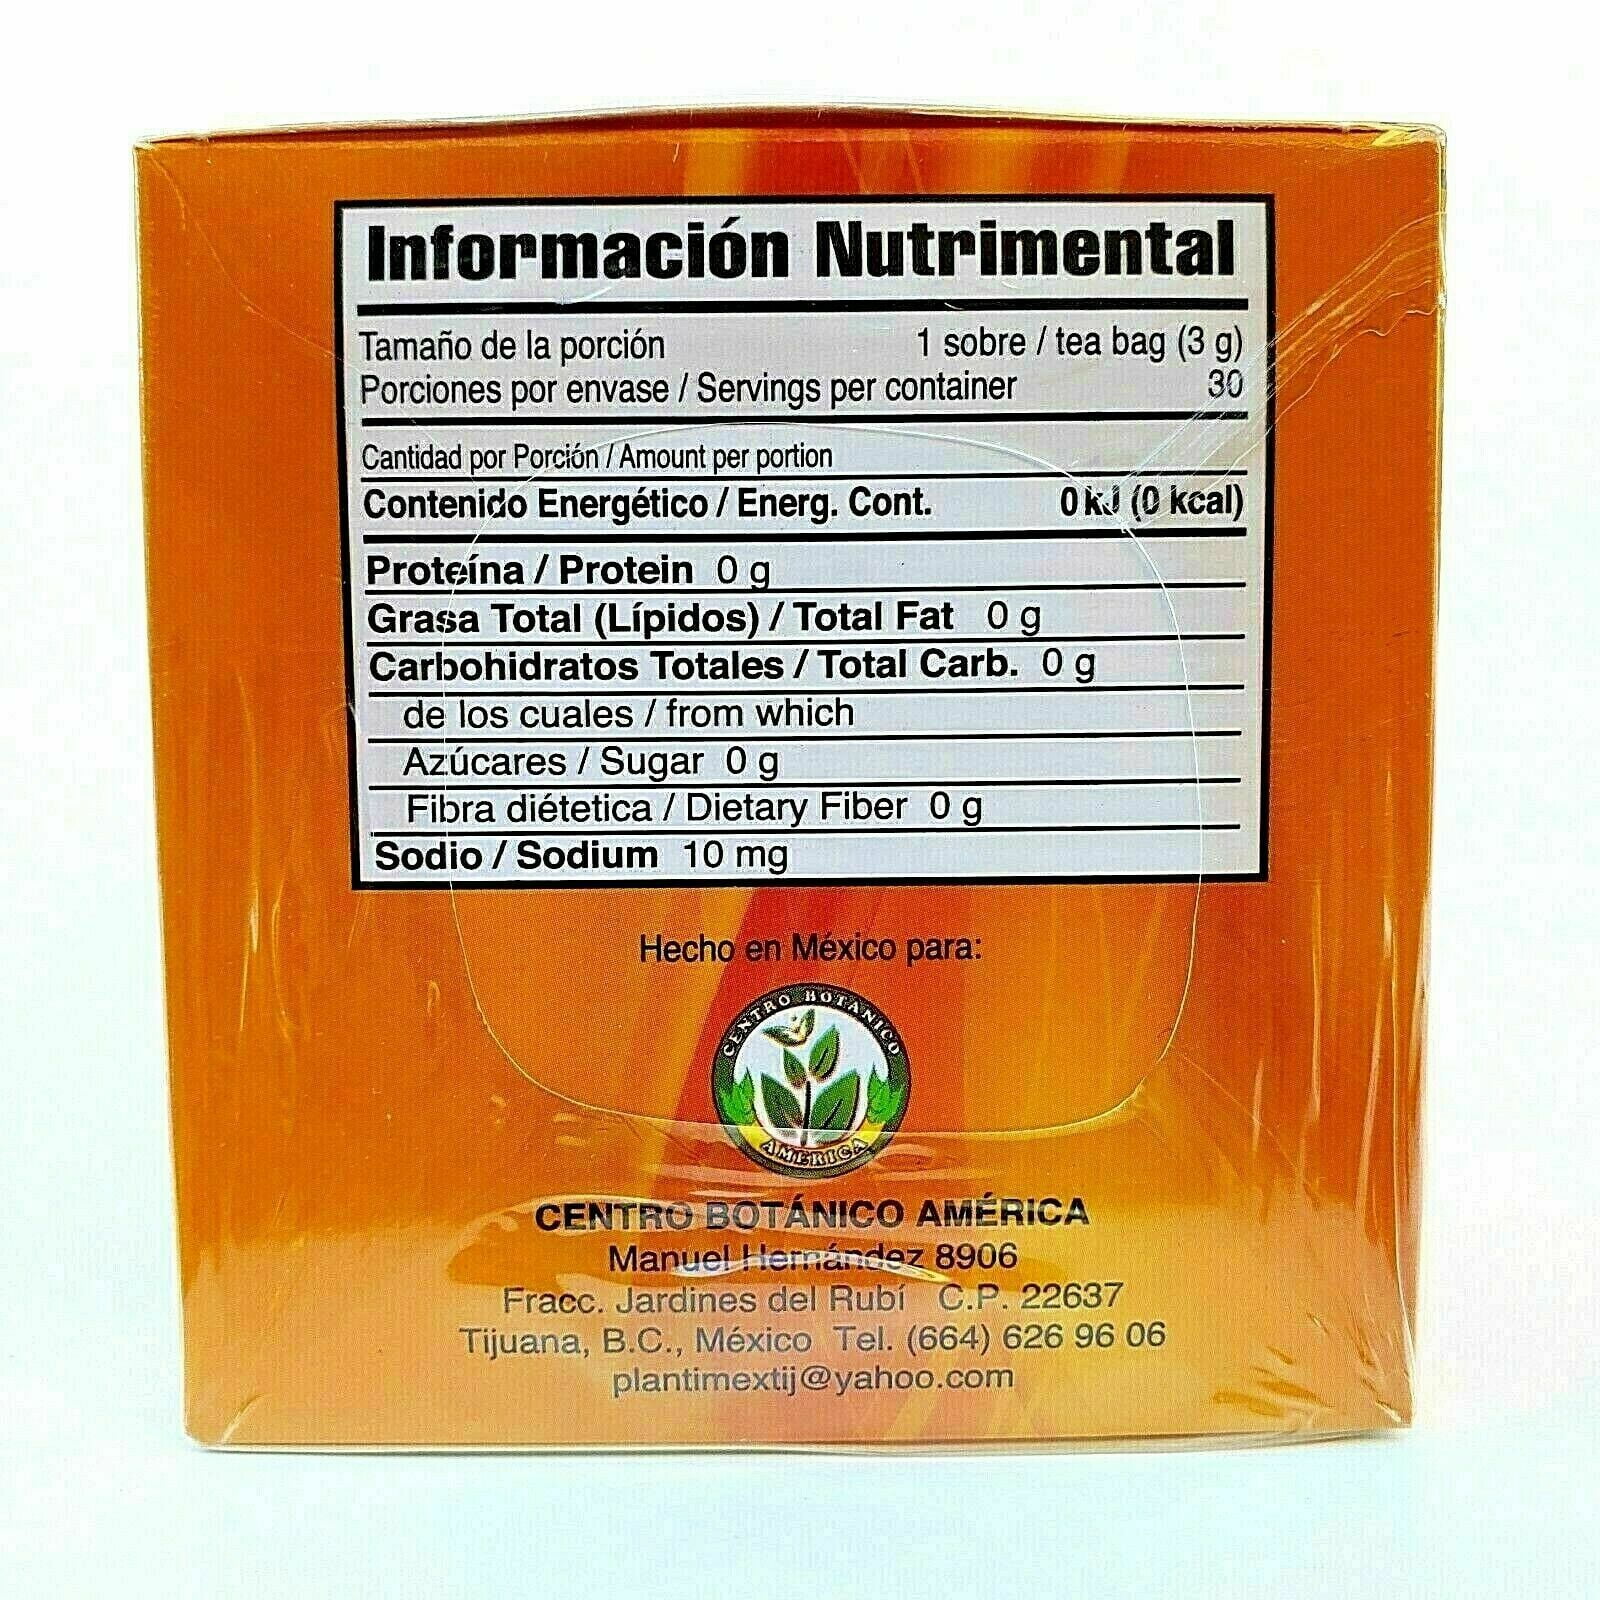 Información Nutrimental
Tamaño de la porción 1 sobre / tea bag (3 g)
Porciones por envase / Servings per container 30
Cantidad por Porción / Amount per portion
Contenido Energético / Energ. Cont. 0 kJ (0 kcal)
Proteína / Protein 0 g
Grasa Total (Lípidos) / Total Fat 0 g
Carbohidratos Totales / Total Carb. 0 g
de los cuales / from which
Azúcares / Sugar 0 g
Fibra diétetica / Dietary Fiber 0 g
Sodio / Sodium 10 mg
Hecho en México para:
CENTRO BOTANICO
AMERICA
CENTRO BOTÁNICO AMÉRICA
Manuel Hernández 8906
Fracc. Jardines del Rubí C.P. 22637
Tijuana, B.C., México Tel. (664) 626 96 06
plantimextij@yahoo.com